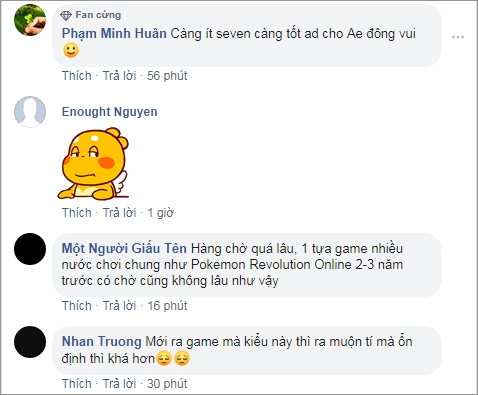 Fan cứng
Phạm Minh Huân Càng ít seven càng tốt ad cho Ae đông vui
Thích · Trả lời · 56 phút
Enought Nguyen
Thích · Trả lời · 1 giờ
Một Người Giấu Tên Hàng chờ quá lâu, 1 tựa game nhiều
nước chơi chung như Pokemon Revolution Online 2-3 năm
trước có chờ cũng không lâu như vậy
Thích · Trả lời · 16 phút
Nhan Truong Mới ra game mà kiểu này thì ra muộn tí mà ổn
định thì khá hơn😔😔
Thích · Trả lời · 30 phút